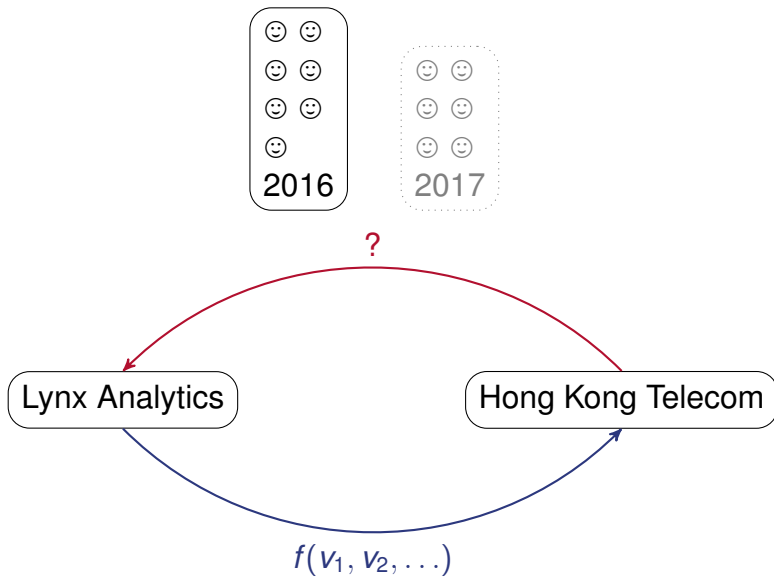 2016
2017
?
Lynx Analytics
Hong Kong Telecom
f(v₁, v₂, . . .)